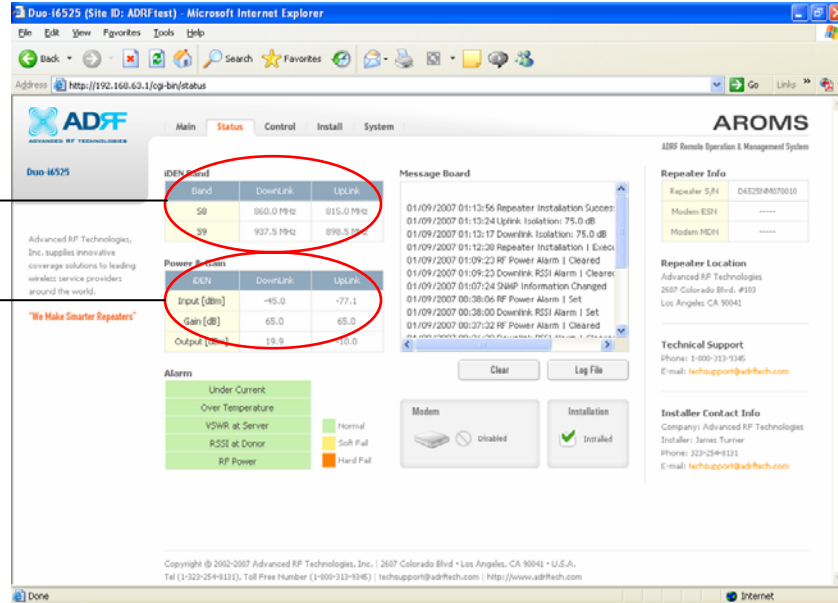 Duo-i6525 (Site ID: ADRFtest) - Microsoft Internet Explorer
File Edit View Favorites Tools Help
Back Search Favorites
Address http://192.168.63.1/cgi-bin/status Go Links
ADRF
ADVANCED RF TECHNOLOGIES
Main Status Control Install System
AROMS
ADRF Remote Operation & Management System
Duo-i6525
Advanced RF Technologies,
Inc. supplies innovative
coverage solutions to leading
wireless service providers
around the world.
"We Make Smarter Repeaters"
iDEN Band
Band DownLink UpLink
S8 860.0 MHz 815.0 MHz
S9 937.5 MHz 898.5 MHz
Power & Gain
iDEN DownLink UpLink
Input [dBm] -45.0 -77.1
Gain [dB] 65.0 65.0
Output [dBm] 19.9 -10.0
Alarm
Under Current
Over Temperature
VSWR at Server
RSSI at Donor
RF Power
Normal
Soft Fail
Hard Fail
Message Board
01/09/2007 01:13:56 Repeater Installation Succes
01/09/2007 01:13:24 Uplink Isolation: 75.0 dB
01/09/2007 01:13:17 Downlink Isolation: 75.0 dB
01/09/2007 01:12:38 Repeater Installation | Execu
01/09/2007 01:09:23 RF Power Alarm | Cleared
01/09/2007 01:09:23 Downlink RSSI Alarm | Cleared
01/09/2007 01:07:24 SNMP Information Changed
01/09/2007 00:38:06 RF Power Alarm | Set
01/09/2007 00:38:00 Downlink RSSI Alarm | Set
01/09/2007 00:37:32 RF Power Alarm | Cleared
Clear Log File
Modem
Disabled
Installation
Installed
Repeater Info
Repeater S/N D6525NM070010
Modem ESN -----
Modem MDN -----
Repeater Location
Advanced RF Technologies
2607 Colorado Blvd. #103
Los Angeles CA 90041
Technical Support
Phone: 1-800-313-9345
E-mail: techsupport@adrftech.com
Installer Contact Info
Company: Advanced RF Technologies
Installer: James Turner
Phone: 323-254-8131
E-mail: techsupport@adrftech.com
Copyright @ 2002-2007 Advanced RF Technologies, Inc. | 2607 Colorado Blvd • Los Angeles, CA 90041 • U.S.A.
Tel (1-323-254-8131), Toll Free Number (1-800-313-9345) | techsupport@adrftech.com | http://www.adrftech.com
Done Internet